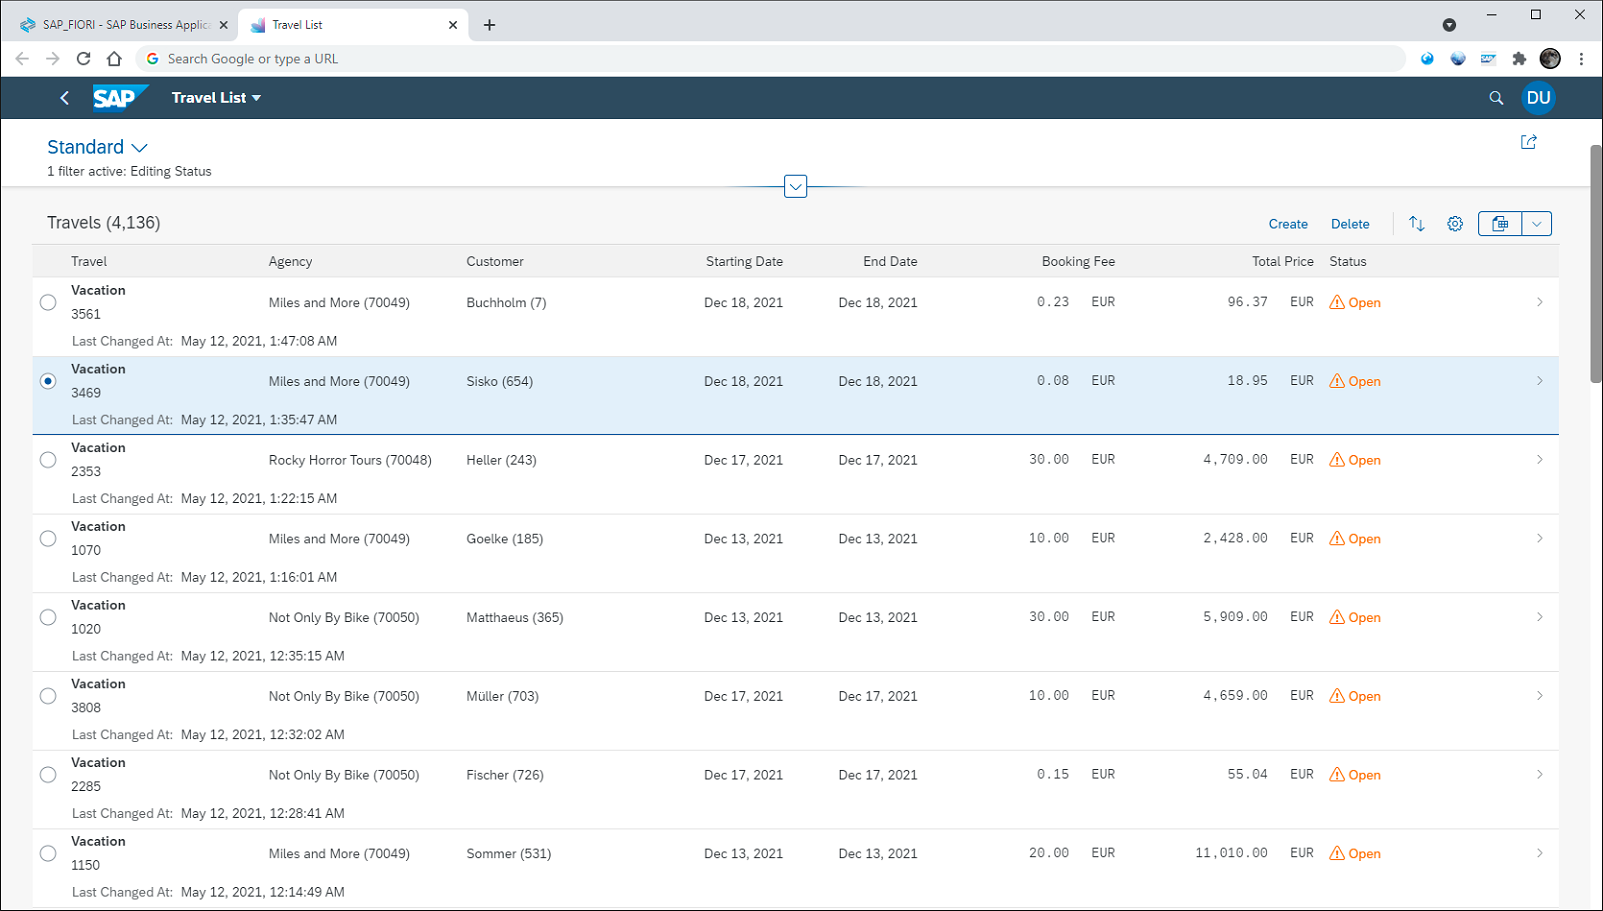 SAP_FIORI - SAP Business Applic
Travel List
Search Google or type a URL
SAP Travel List DU
Standard
1 filter active: Editing Status
Travels (4,136) Create Delete
Travel Agency Customer Starting Date End Date Booking Fee Total Price Status
Vacation
3561 Miles and More (70049) Buchholm (7) Dec 18, 2021 Dec 18, 2021 0.23 EUR 96.37 EUR Open
Last Changed At: May 12, 2021, 1:47:08 AM
Vacation
3469 Miles and More (70049) Sisko (654) Dec 18, 2021 Dec 18, 2021 0.08 EUR 18.95 EUR Open
Last Changed At: May 12, 2021, 1:35:47 AM
Vacation
2353 Rocky Horror Tours (70048) Heller (243) Dec 17, 2021 Dec 17, 2021 30.00 EUR 4,709.00 EUR Open
Last Changed At: May 12, 2021, 1:22:15 AM
Vacation
1070 Miles and More (70049) Goelke (185) Dec 13, 2021 Dec 13, 2021 10.00 EUR 2,428.00 EUR Open
Last Changed At: May 12, 2021, 1:16:01 AM
Vacation
1020 Not Only By Bike (70050) Matthaeus (365) Dec 13, 2021 Dec 13, 2021 30.00 EUR 5,909.00 EUR Open
Last Changed At: May 12, 2021, 12:35:15 AM
Vacation
3808 Not Only By Bike (70050) Müller (703) Dec 17, 2021 Dec 17, 2021 10.00 EUR 4,659.00 EUR Open
Last Changed At: May 12, 2021, 12:32:02 AM
Vacation
2285 Not Only By Bike (70050) Fischer (726) Dec 17, 2021 Dec 17, 2021 0.15 EUR 55.04 EUR Open
Last Changed At: May 12, 2021, 12:28:41 AM
Vacation
1150 Miles and More (70049) Sommer (531) Dec 13, 2021 Dec 13, 2021 20.00 EUR 11,010.00 EUR Open
Last Changed At: May 12, 2021, 12:14:49 AM